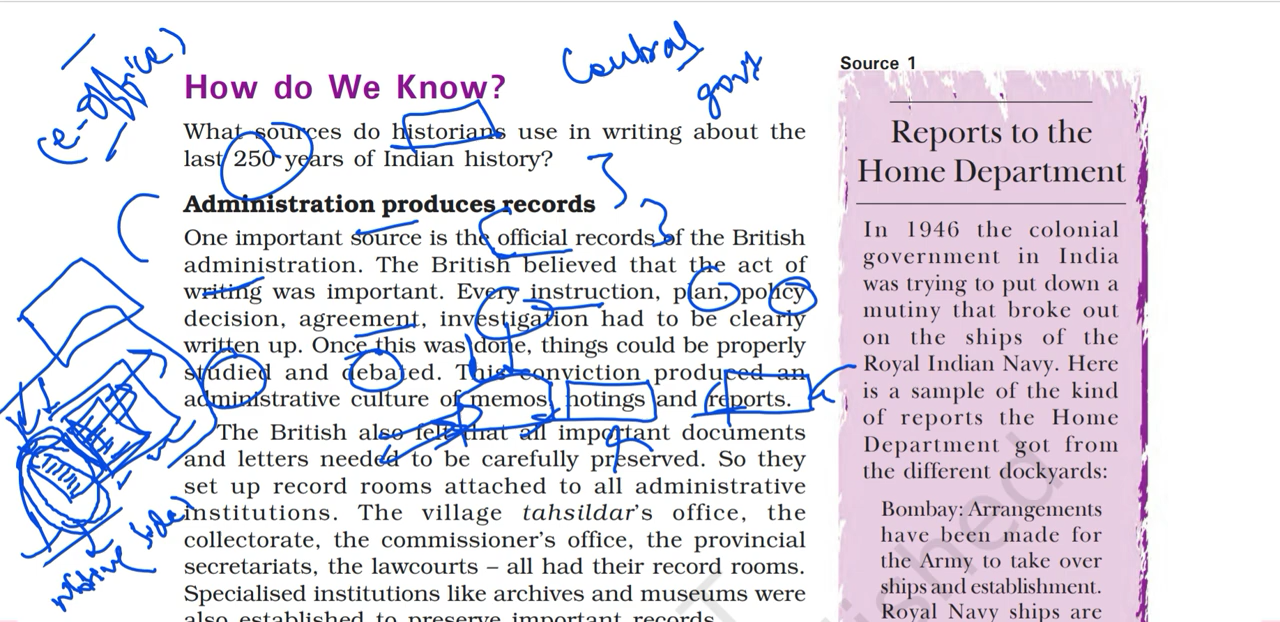 (e-office)
Central
govt
How do We Know?
What sources do historians use in writing about the
last 250 years of Indian history?
Administration produces records
One important source is the official records of the British
administration. The British believed that the act of
writing was important. Every instruction, plan, policy
decision, agreement, investigation had to be clearly
written up. Once this was done, things could be properly
studied and debated. This conviction produced an
administrative culture of memos, notings and reports.
The British also felt that all important documents
and letters needed to be carefully preserved. So they
set up record rooms attached to all administrative
institutions. The village tahsildar's office, the
collectorate, the commissioner's office, the provincial
secretariats, the lawcourts – all had their record rooms.
Specialised institutions like archives and museums were
also established to preserve important records.
Source 1
Reports to the
Home Department
In 1946 the colonial
government in India
was trying to put down a
mutiny that broke out
on the ships of the
Royal Indian Navy. Here
is a sample of the kind
of reports the Home
Department got from
the different dockyards:
Bombay: Arrangements
have been made for
the Army to take over
ships and establishment.
Royal Navy ships are